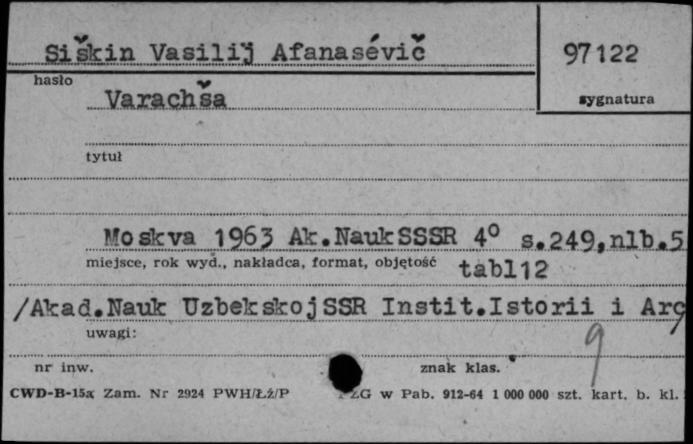 Šiškin Vasilij Afanasévič 97122
hasło
Varachša sygnatura
tytuł
Moskva 1963 Ak.NaukSSSR 4° s.249,nlb.5
miejsce, rok wyd., nakładca, format, objętość tabl12
/Akad.Nauk UzbekskojSSR Instit.Istorii i Arc
uwagi:
9
nr inw. znak klas.
CWD-B-15a Zam. Nr 2924 PWH/Łż/P ZG w Pab. 912-64 1 000 000 szt. kart. b. kl.